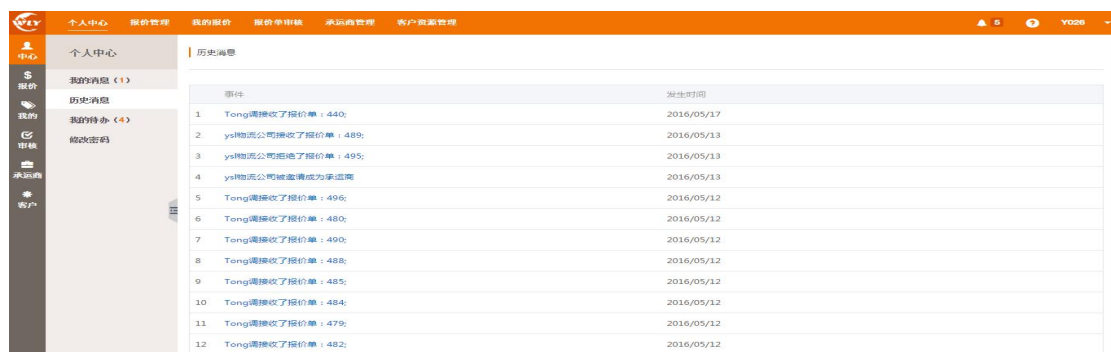 WLY 个人中心 报价管理 我的报价 报价单审核 承运商管理 客户资源管理 5 ? Y026
中心
$
报价
我的
审核
承运商
客户
个人中心
我的消息（1）
历史消息
我的待办（4）
修改密码
历史消息
事件 发生时间
1 Tong调接收了报价单：440; 2016/05/17
2 ysl物流公司接收了报价单：489; 2016/05/13
3 ysl物流公司拒绝了报价单：495; 2016/05/13
4 ysl物流公司被邀请成为承运商 2016/05/13
5 Tong调接收了报价单：496; 2016/05/12
6 Tong调接收了报价单：480; 2016/05/12
7 Tong调接收了报价单：490; 2016/05/12
8 Tong调接收了报价单：488; 2016/05/12
9 Tong调接收了报价单：485; 2016/05/12
10 Tong调接收了报价单：484; 2016/05/12
11 Tong调接收了报价单：479; 2016/05/12
12 Tong调接收了报价单：482; 2016/05/12